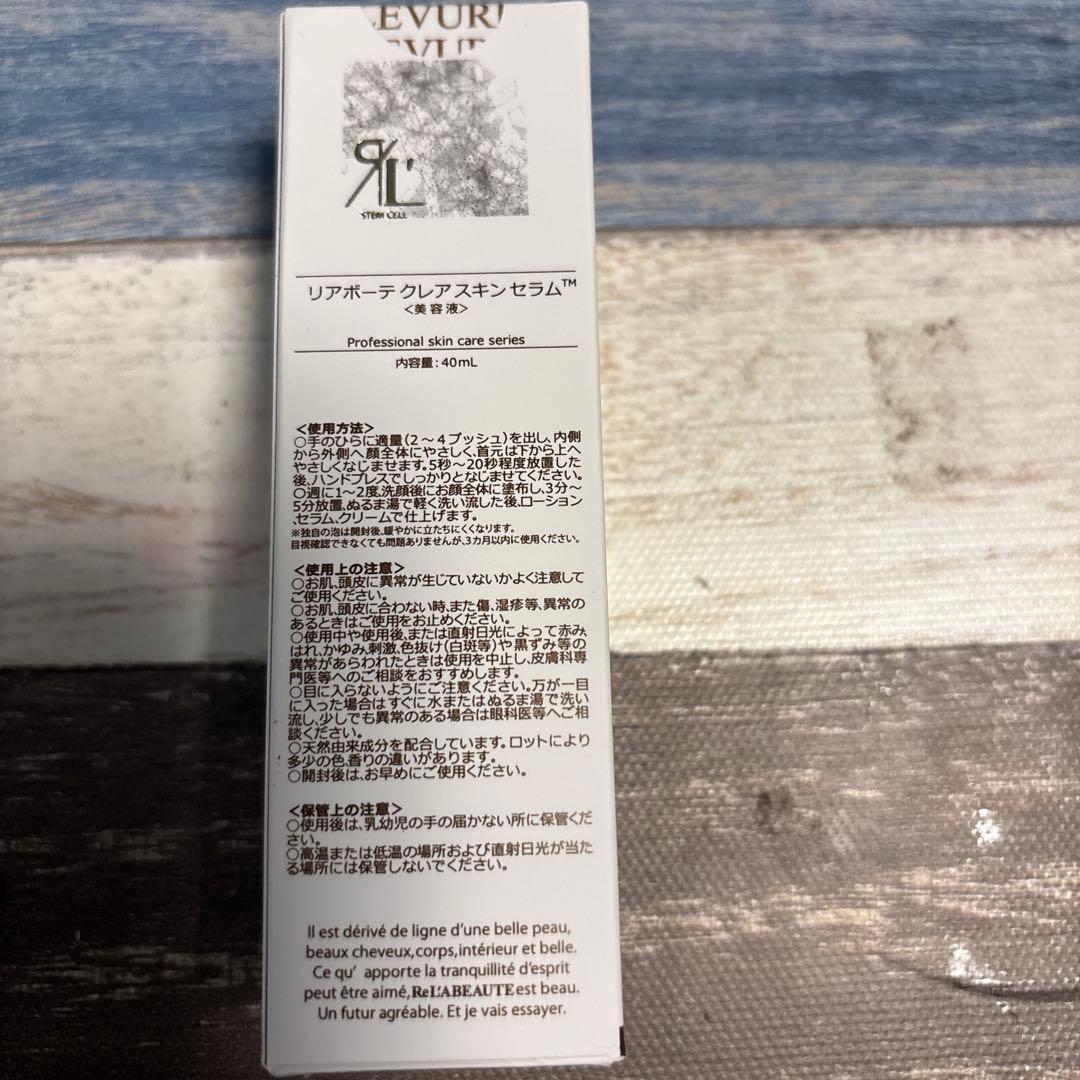 LEVUR
EVUR
RL'
STEM CELL
リアボーテ クレアスキン セラム™
<美容液>
Professional skin care series
内容量:40mL
<使用方法>
○手のひらに適量(2～4プッシュ)を出し、内側
から外側へ顔全体にやさしく、首元は下から上へ
やさしくなじませます。5秒～20秒程度放置した
後、ハンドプレスでしっかりとなじませてください。
○週に1～2度、洗顔後にお顔全体に塗布し、3分～
5分放置、ぬるま湯で軽く洗い流した後、ローション
、セラム、クリームで仕上げます。
※独自の泡は開封後、緩やかに立たちにくくなります。
目視確認できなくても問題ありませんが、3カ月以内に使用ください。
<使用上の注意>
○お肌、頭皮に異常が生じていないかよく注意して
ご使用ください。
○お肌、頭皮に合わない時、また傷、湿疹等、異常の
あるときはご使用をお止めください。
○使用中や使用後、または直射日光によって赤み、
はれ、かゆみ、刺激、色抜け(白斑等)や黒ずみ等の
異常があらわれたときは使用を中止し、皮膚科専
門医等へのご相談をおすすめします。
○目に入らないようにご注意ください。万が一目
に入った場合はすぐに水またはぬるま湯で洗い
流し、少しでも異常のある場合は眼科医等へご相
談ください。
○天然由来成分を配合しています。ロットにより
多少の色、香りの違いがあります。
○開封後は、お早めにご使用ください。
<保管上の注意>
○使用後は、乳幼児の手の届かない所に保管くだ
さい。
○高温または低温の場所および直射日光が当た
る場所には保管しないでください。
Il est dérivé de ligne d'une belle peau,
beaux cheveux,corps,intérieur et belle.
Ce qu' apporte la tranquillité d'esprit
peut être aimé,ReL'ABEAUTE est beau.
Un futur agréable. Et je vais essayer.